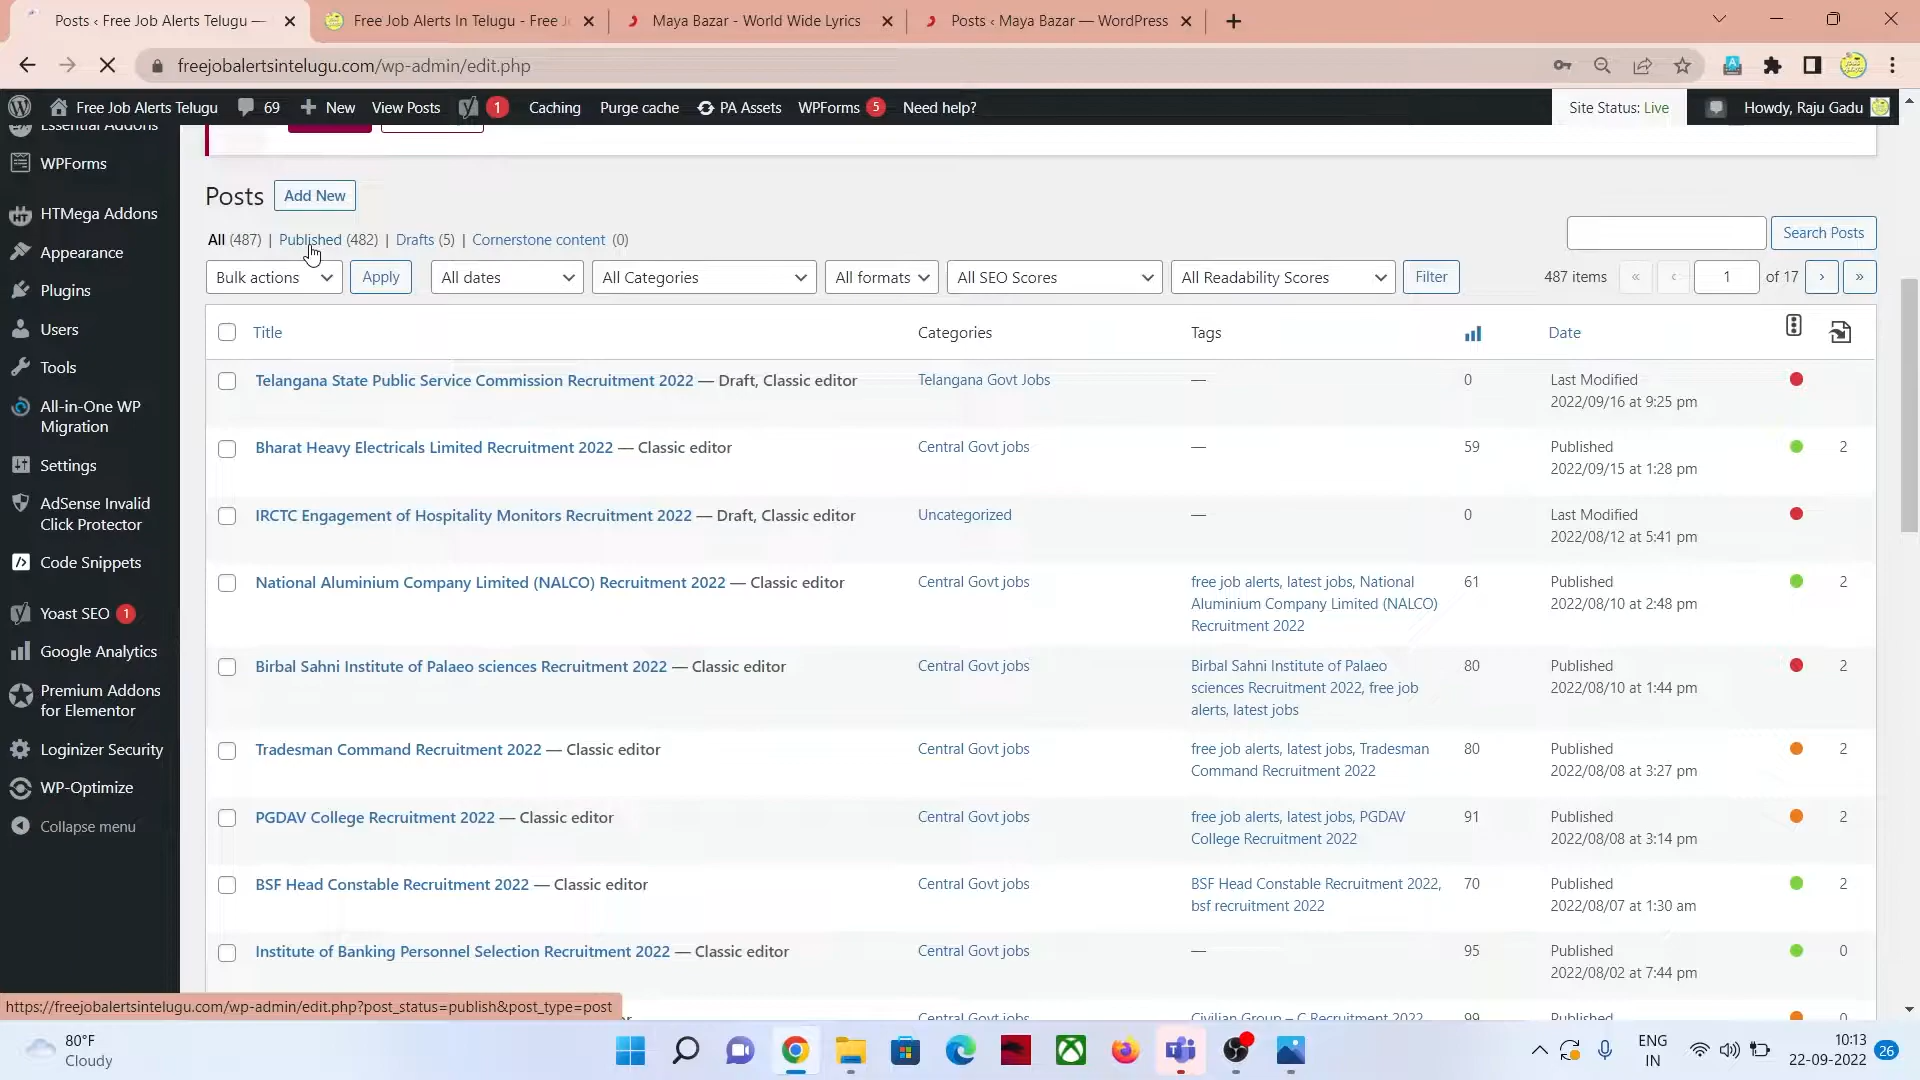 Posts ‹ Free Job Alerts Telugu —
Free Job Alerts In Telugu - Free J
Maya Bazar - World Wide Lyrics
Posts ‹ Maya Bazar — WordPress
freejobalertsintelugu.com/wp-admin/edit.php
Free Job Alerts Telugu 69 New View Posts 1 Caching Purge cache PA Assets WPForms 5 Need help? Site Status: Live Howdy, Raju Gadu
Essential Addons
WPForms
HTMega Addons
Appearance
Plugins
Users
Tools
All-in-One WP
Migration
Settings
AdSense Invalid
Click Protector
Code Snippets
Yoast SEO 1
Google Analytics
Premium Addons
for Elementor
Loginizer Security
WP-Optimize
Collapse menu
Posts Add New
All (487) | Published (482) | Drafts (5) | Cornerstone content (0)
Search Posts
Bulk actions Apply All dates All Categories All formats All SEO Scores All Readability Scores Filter 487 items « ‹ 1 of 17 › »
Title Categories Tags Date
Telangana State Public Service Commission Recruitment 2022 — Draft, Classic editor Telangana Govt Jobs — 0 Last Modified
2022/09/16 at 9:25 pm
Bharat Heavy Electricals Limited Recruitment 2022 — Classic editor Central Govt jobs — 59 Published 2
2022/09/15 at 1:28 pm
IRCTC Engagement of Hospitality Monitors Recruitment 2022 — Draft, Classic editor Uncategorized — 0 Last Modified
2022/08/12 at 5:41 pm
National Aluminium Company Limited (NALCO) Recruitment 2022 — Classic editor Central Govt jobs free job alerts, latest jobs, National 61 Published 2
Aluminium Company Limited (NALCO) 2022/08/10 at 2:48 pm
Recruitment 2022
Birbal Sahni Institute of Palaeo sciences Recruitment 2022 — Classic editor Central Govt jobs Birbal Sahni Institute of Palaeo 80 Published 2
sciences Recruitment 2022, free job 2022/08/10 at 1:44 pm
alerts, latest jobs
Tradesman Command Recruitment 2022 — Classic editor Central Govt jobs free job alerts, latest jobs, Tradesman 80 Published 2
Command Recruitment 2022 2022/08/08 at 3:27 pm
PGDAV College Recruitment 2022 — Classic editor Central Govt jobs free job alerts, latest jobs, PGDAV 91 Published 2
College Recruitment 2022 2022/08/08 at 3:14 pm
BSF Head Constable Recruitment 2022 — Classic editor Central Govt jobs BSF Head Constable Recruitment 2022, 70 Published 2
bsf recruitment 2022 2022/08/07 at 1:30 am
Institute of Banking Personnel Selection Recruitment 2022 — Classic editor Central Govt jobs — 95 Published 0
2022/08/02 at 7:44 pm
Central Govt jobs Civilian Group – C Recruitment 2022 99 Published 0
https://freejobalertsintelugu.com/wp-admin/edit.php?post_status=publish&post_type=post
80°F
Cloudy
ENG
IN
10:13
22-09-2022 26